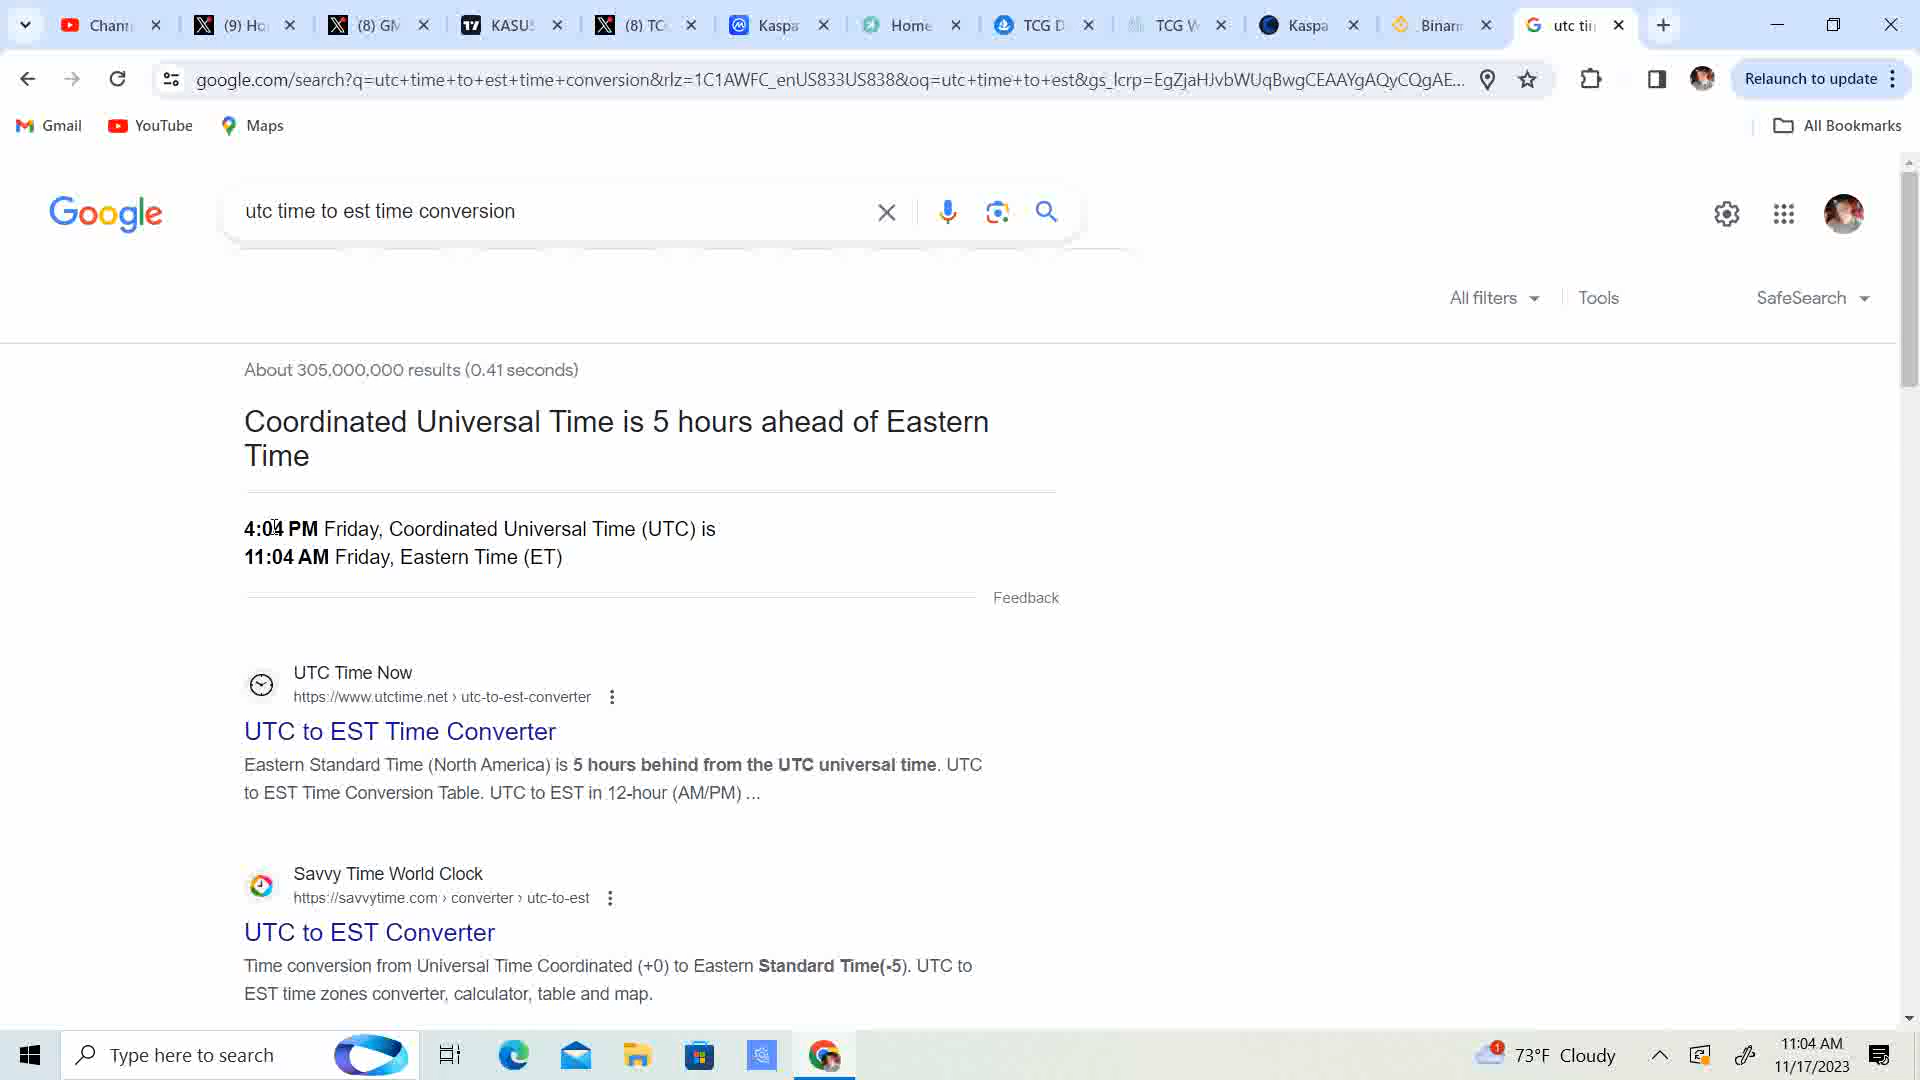 Chann
(9) Ho
(8) GM
KASU
(8) TC
Kaspa
Home
TCG D
TCG W
Kaspa
Binan
utc tir
google.com/search?q=utc+time+to+est+time+conversion&rlz=1C1AWFC_enUS833US838&oq=utc+time+to+est&gs_lcrp=EgZjaHJvbWUqBwgCEAAYgAQyCQgAE...
Relaunch to update
Gmail
YouTube
Maps
All Bookmarks
Google
utc time to est time conversion
All filters
Tools
SafeSearch
About 305,000,000 results (0.41 seconds)
Coordinated Universal Time is 5 hours ahead of Eastern
Time
4:04 PM Friday, Coordinated Universal Time (UTC) is
11:04 AM Friday, Eastern Time (ET)
Feedback
UTC Time Now
https://www.utctime.net › utc-to-est-converter
UTC to EST Time Converter
Eastern Standard Time (North America) is 5 hours behind from the UTC universal time. UTC
to EST Time Conversion Table. UTC to EST in 12-hour (AM/PM) ...
Savvy Time World Clock
https://savvytime.com › converter › utc-to-est
UTC to EST Converter
Time conversion from Universal Time Coordinated (+0) to Eastern Standard Time(-5). UTC to
EST time zones converter, calculator, table and map.
Type here to search
1
73°F Cloudy
11:04 AM
11/17/2023